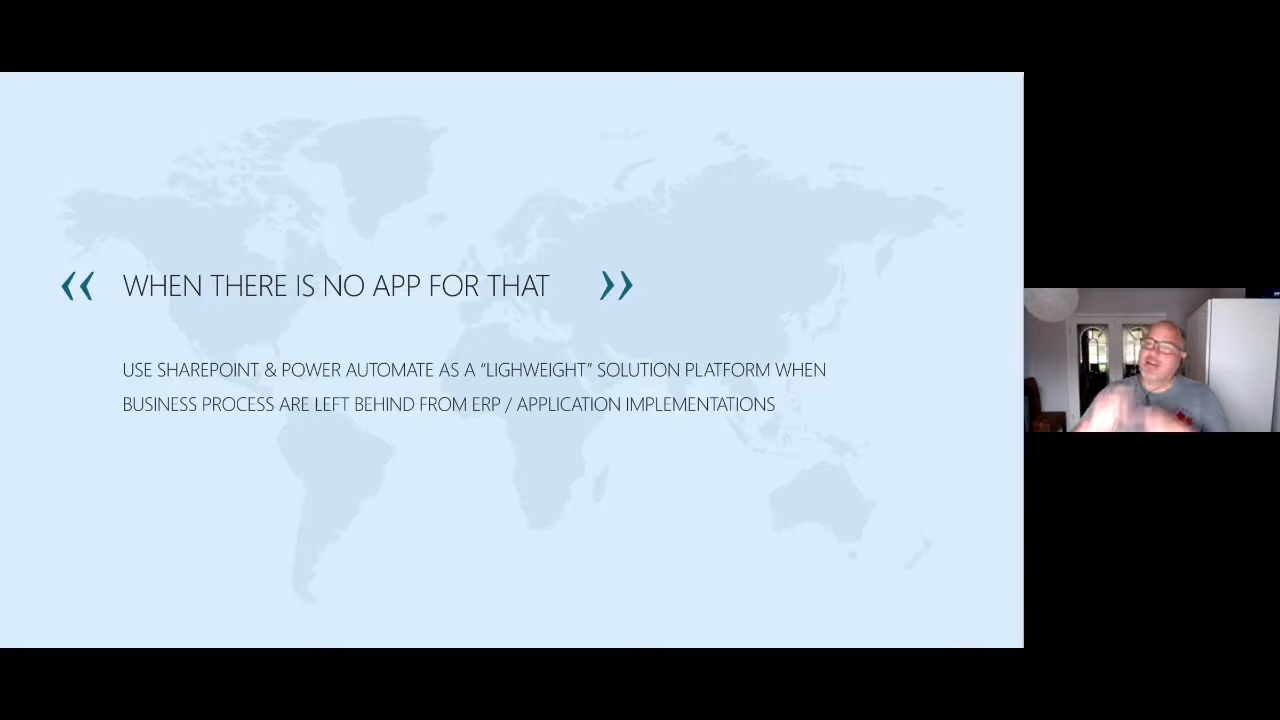 ‹‹ WHEN THERE IS NO APP FOR THAT ››
USE SHAREPOINT & POWER AUTOMATE AS A “LIGHWEIGHT” SOLUTION PLATFORM WHEN
BUSINESS PROCESS ARE LEFT BEHIND FROM ERP / APPLICATION IMPLEMENTATIONS